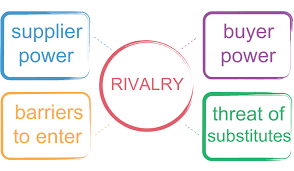 supplier
power
buyer
power
RIVALRY
barriers
to enter
threat of
substitutes